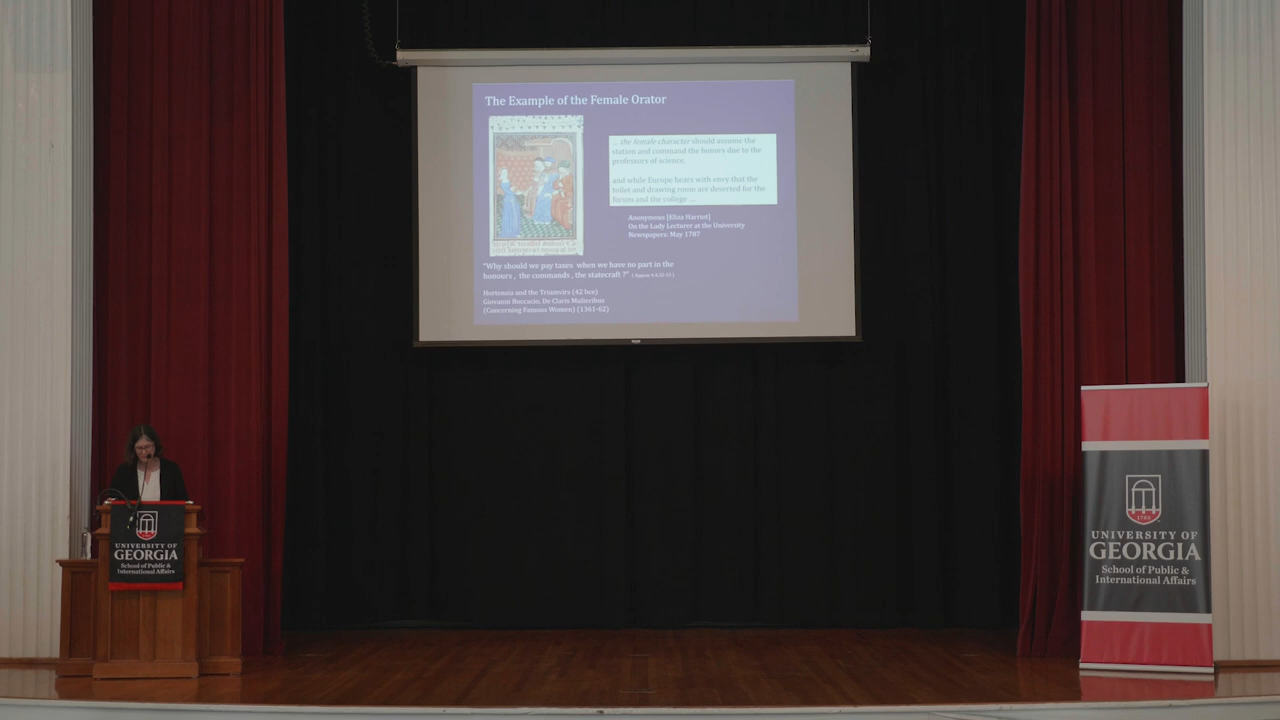 The Example of the Female Orator
... the female character should assume the
station and command the honors due to the
professors of science,
and while Europe hears with envy that the
toilet and drawing room are deserted for the
forum and the college ...
Anonymous [Eliza Harriot]
On the Lady Lecturer at the University
Newspapers: May 1787
"Why should we pay taxes when we have no part in the
honours , the commands , the statecraft ?"
Hortensia and the Triumvirs (42 bce)
Giovanni Boccacio, De Claris Mulieribus
(Concerning Famous Women) (1361-62)
UNIVERSITY OF
GEORGIA
School of Public &
International Affairs
1785
UNIVERSITY OF
GEORGIA
School of Public &
International Affairs